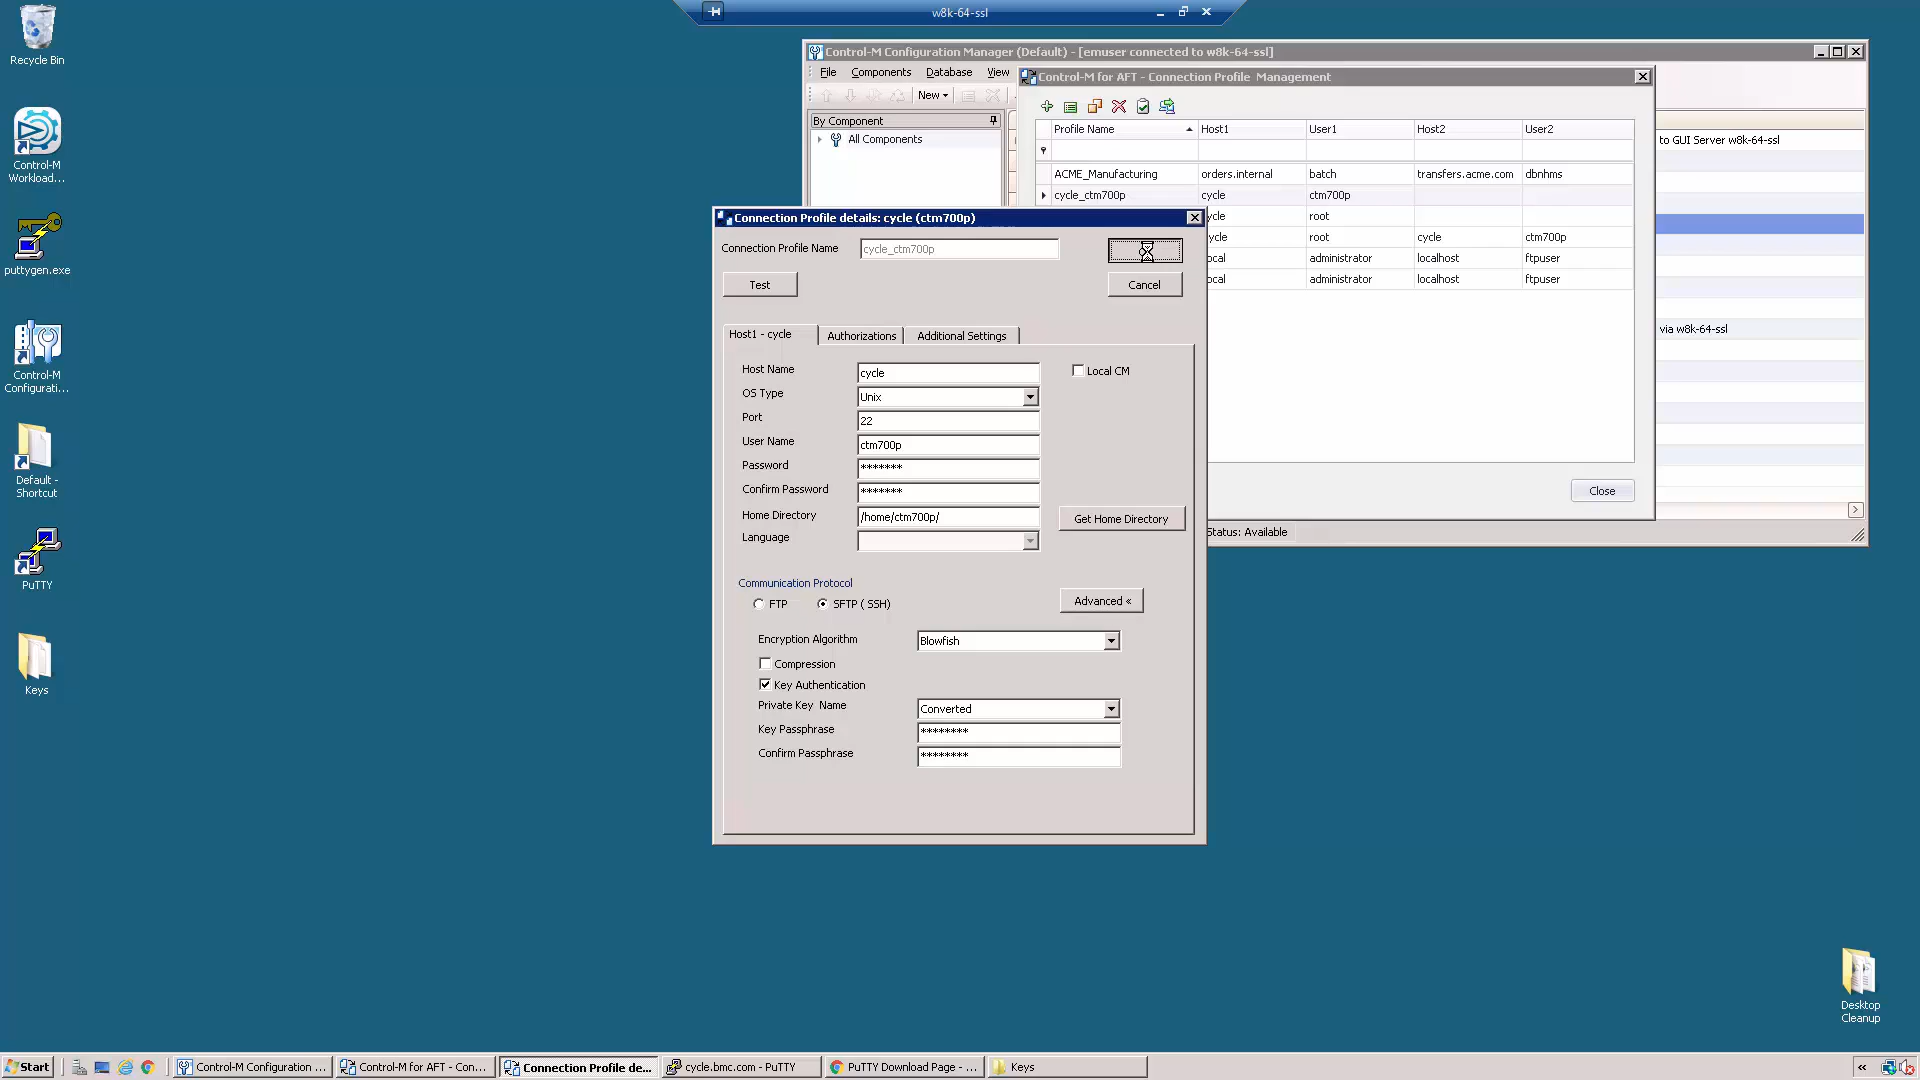 w8k-64-ssl
Recycle Bin
Control-M
Workload...
puttygen.exe
Control-M
Configurati...
Default -
Shortcut
PuTTY
Keys
Desktop
Cleanup
Control-M Configuration Manager (Default) - [emuser connected to w8k-64-ssl]
File Components Database View
New
By Component
All Components
to GUI Server w8k-64-ssl
via w8k-64-ssl
Status: Available
Control-M for AFT - Connection Profile Management
Profile Name Host1 User1 Host2 User2
ACME_Manufacturing orders.internal batch transfers.acme.com dbnhms
cycle_ctm700p cycle ctm700p
ycle root
ycle root cycle ctm700p
ocal administrator localhost ftpuser
ocal administrator localhost ftpuser
Close
Connection Profile details: cycle (ctm700p)
Connection Profile Name cycle_ctm700p
Test Cancel
Host1 - cycle Authorizations Additional Settings
Host Name cycle Local CM
OS Type Unix
Port 22
User Name ctm700p
Password *******
Confirm Password *******
Home Directory /home/ctm700p/ Get Home Directory
Language
Communication Protocol
FTP SFTP ( SSH) Advanced «
Encryption Algorithm Blowfish
Compression
Key Authentication
Private Key Name Converted
Key Passphrase ********
Confirm Passphrase ********
Start Control-M Configuration ... Control-M for AFT - Con... Connection Profile de... cycle.bmc.com - PuTTY PuTTY Download Page - ... Keys «